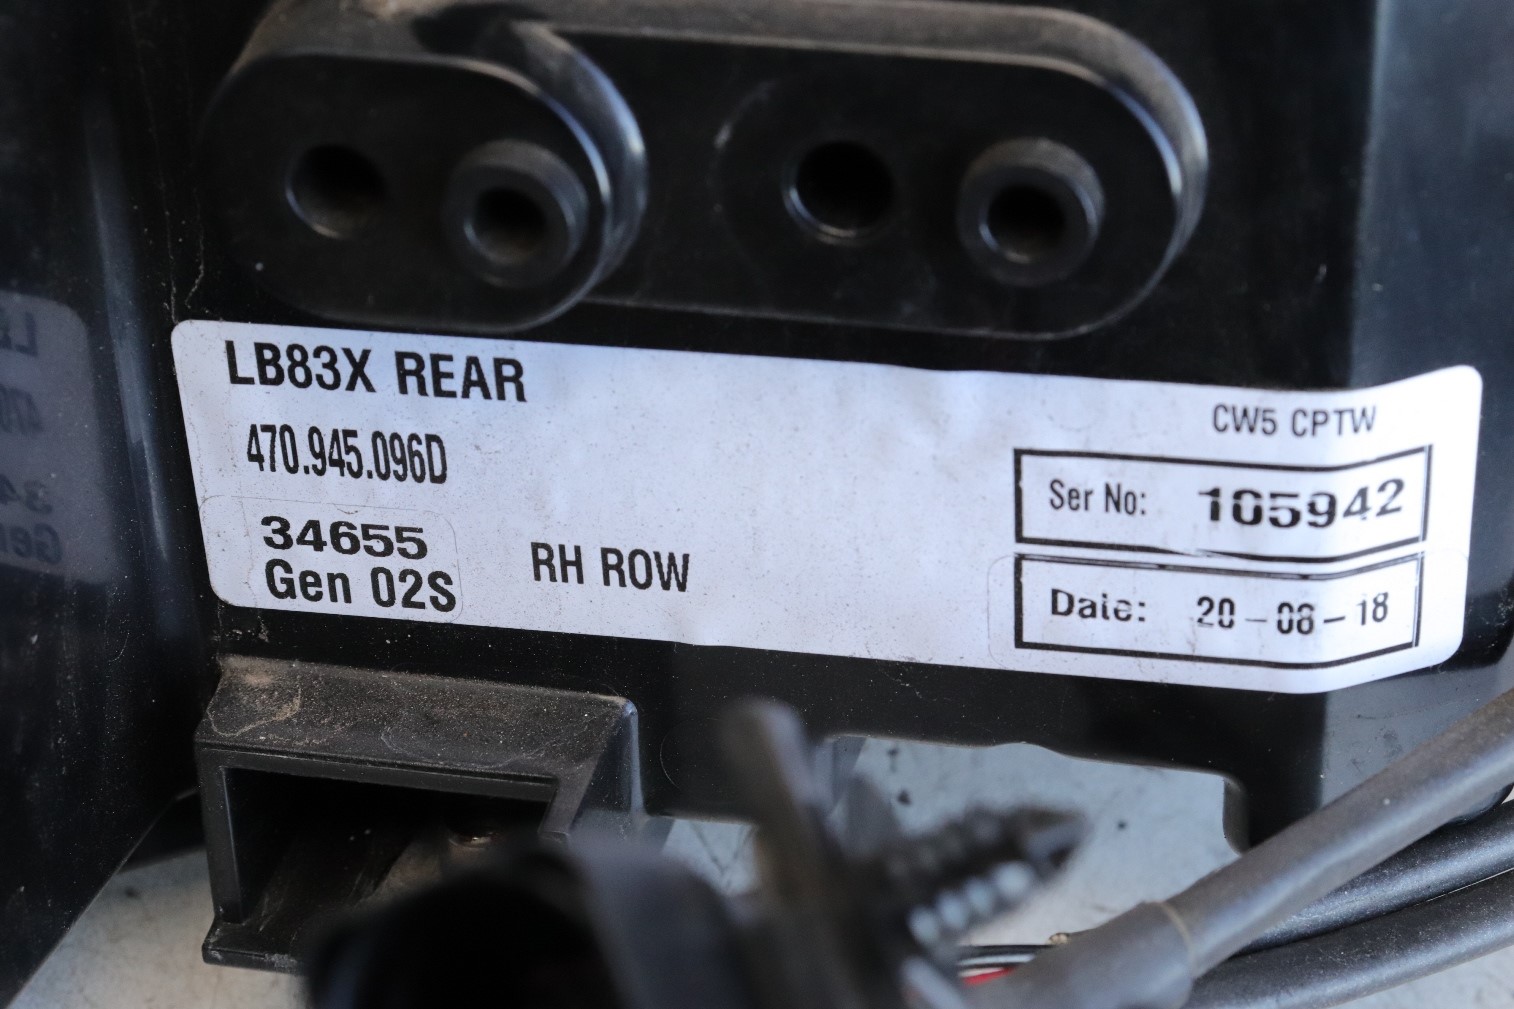 LB83X REAR
470.945.096D
34655
Gen 02S
RH ROW
CW5 CPTW
Ser No: 105942
Date: 20-08-18